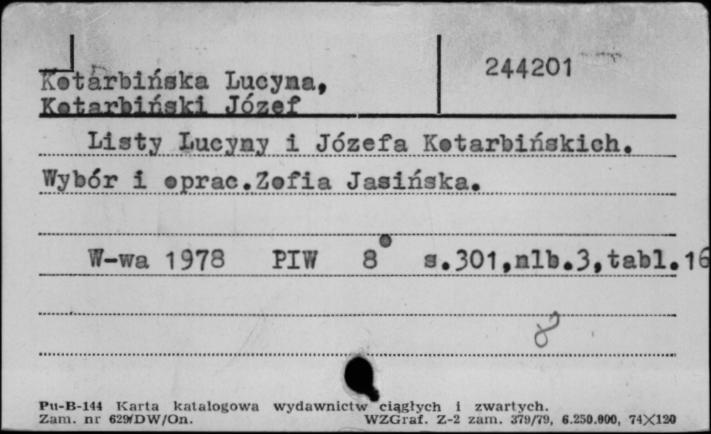 Kotarbińska Lucyna, 244201
Kotarbiński Józef
Listy Lucyny i Józefa Kotarbińskich.
Wybór i oprac.Zofia Jasińska.
W-wa 1978 PIW 8° s.301,nlb.3,tabl.16
8
Pu-B-144 Karta katalogowa wydawnictw ciągłych i zwartych.
Zam. nr 629/DW/On. WZGraf. Z-2 zam. 379/79, 6.250.000, 74X120